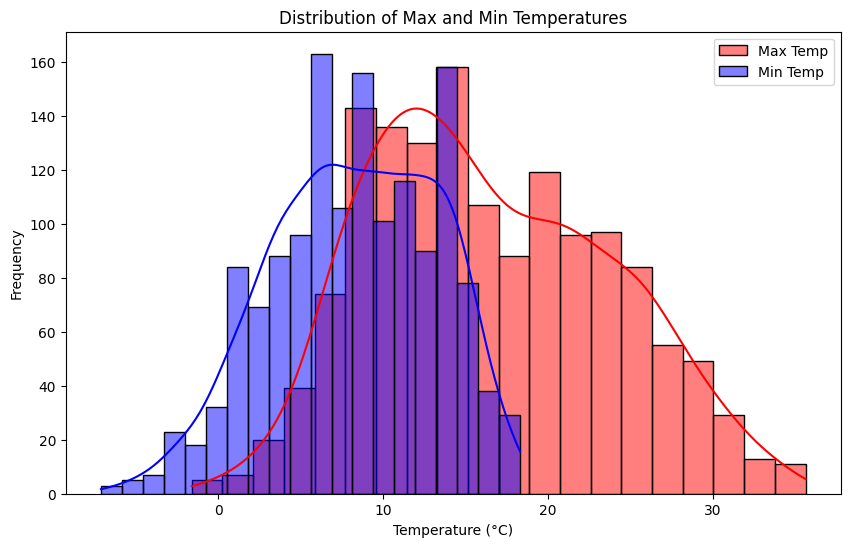 Distribution of Max and Min Temperatures
Max Temp
Min Temp
160
140
120
100
80
60
40
20
0
Frequency
0 10 20 30
Temperature (°C)